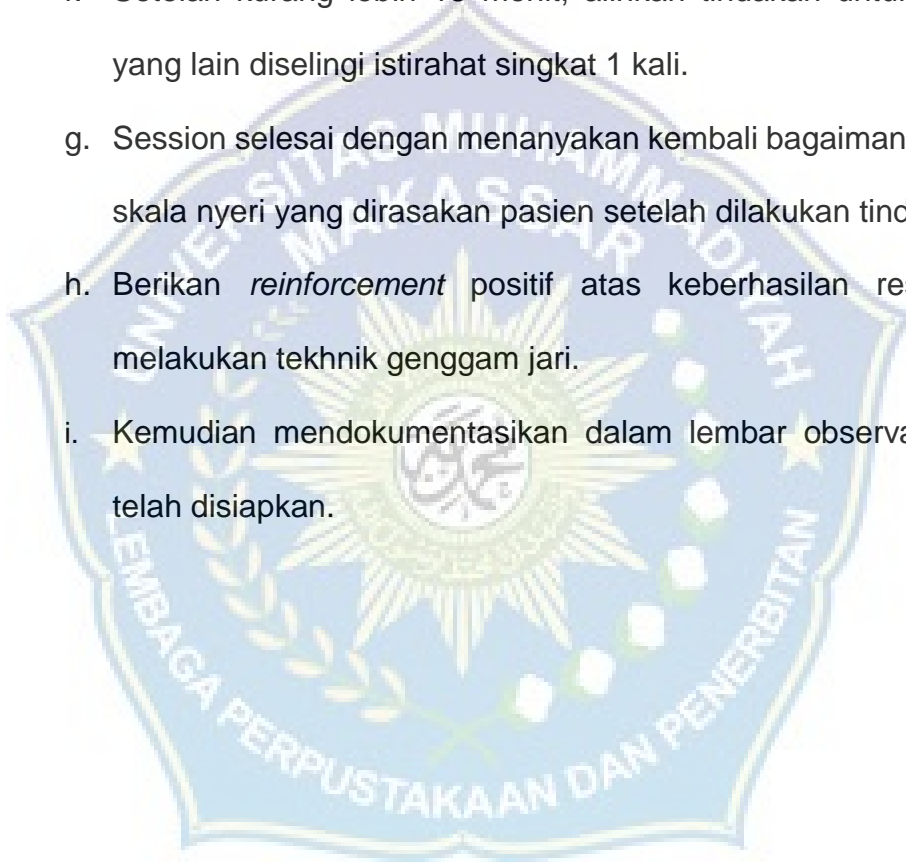 yang lain diselingi istirahat singkat 1 kali.
g. Session selesai dengan menanyakan kembali bagaiman
skala nyeri yang dirasakan pasien setelah dilakukan tind
h. Berikan reinforcement positif atas keberhasilan re
melakukan tekhnik genggam jari.
i. Kemudian mendokumentasikan dalam lembar observa
telah disiapkan.
UNIVERSITAS MUHAMMADIYAH
MAKASSAR
LEMBAGA PERPUSTAKAAN DAN PENERBITAN